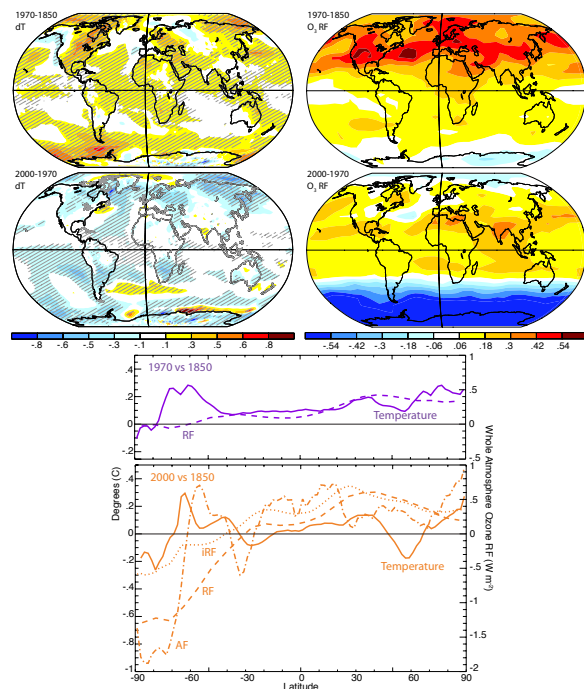 1970-1850
dT
1970-1850
O3 RF
2000-1970
dT
2000-1970
O3 RF
-.8 -.6 -.5 -.3 -.1 .1 .3 .5 .6 .8
-.54 -.42 -.3 -.18 -.06 .06 .18 .3 .42 .54
1970 vs 1850
.4
.2
0
.2
1
0.5
0
.5
Temperature
RF
2000 vs 1850
.4
.2
0
.2
.4
.6
.8
-1
1
0.5
0
.5
-1
-1.5
-2
iRF
RF
AF
Temperature
Degrees (C)
Whole Atmosphere Ozone RF (W m-2)
-90 -60 -30 0 30 60 90
Latitude